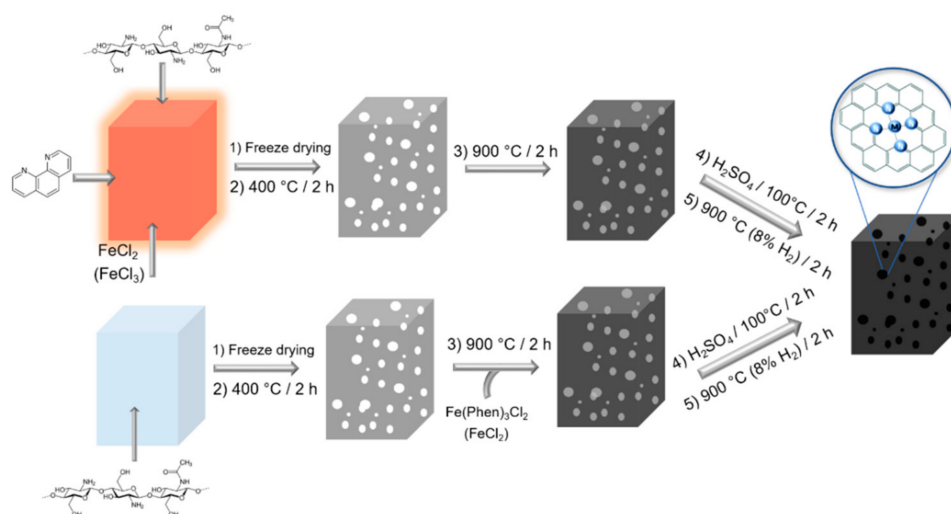 FeCl₂
(FeCl₃)
1) Freeze drying
2) 400 °C / 2 h
3) 900 °C / 2 h
4) H₂SO₄ / 100°C / 2 h
5) 900 °C (8% H₂) / 2 h
M
1) Freeze drying
2) 400 °C / 2 h
3) 900 °C / 2 h
Fe(Phen)₃Cl₂
(FeCl₂)
4) H₂SO₄ / 100°C / 2 h
5) 900 °C (8% H₂) / 2 h